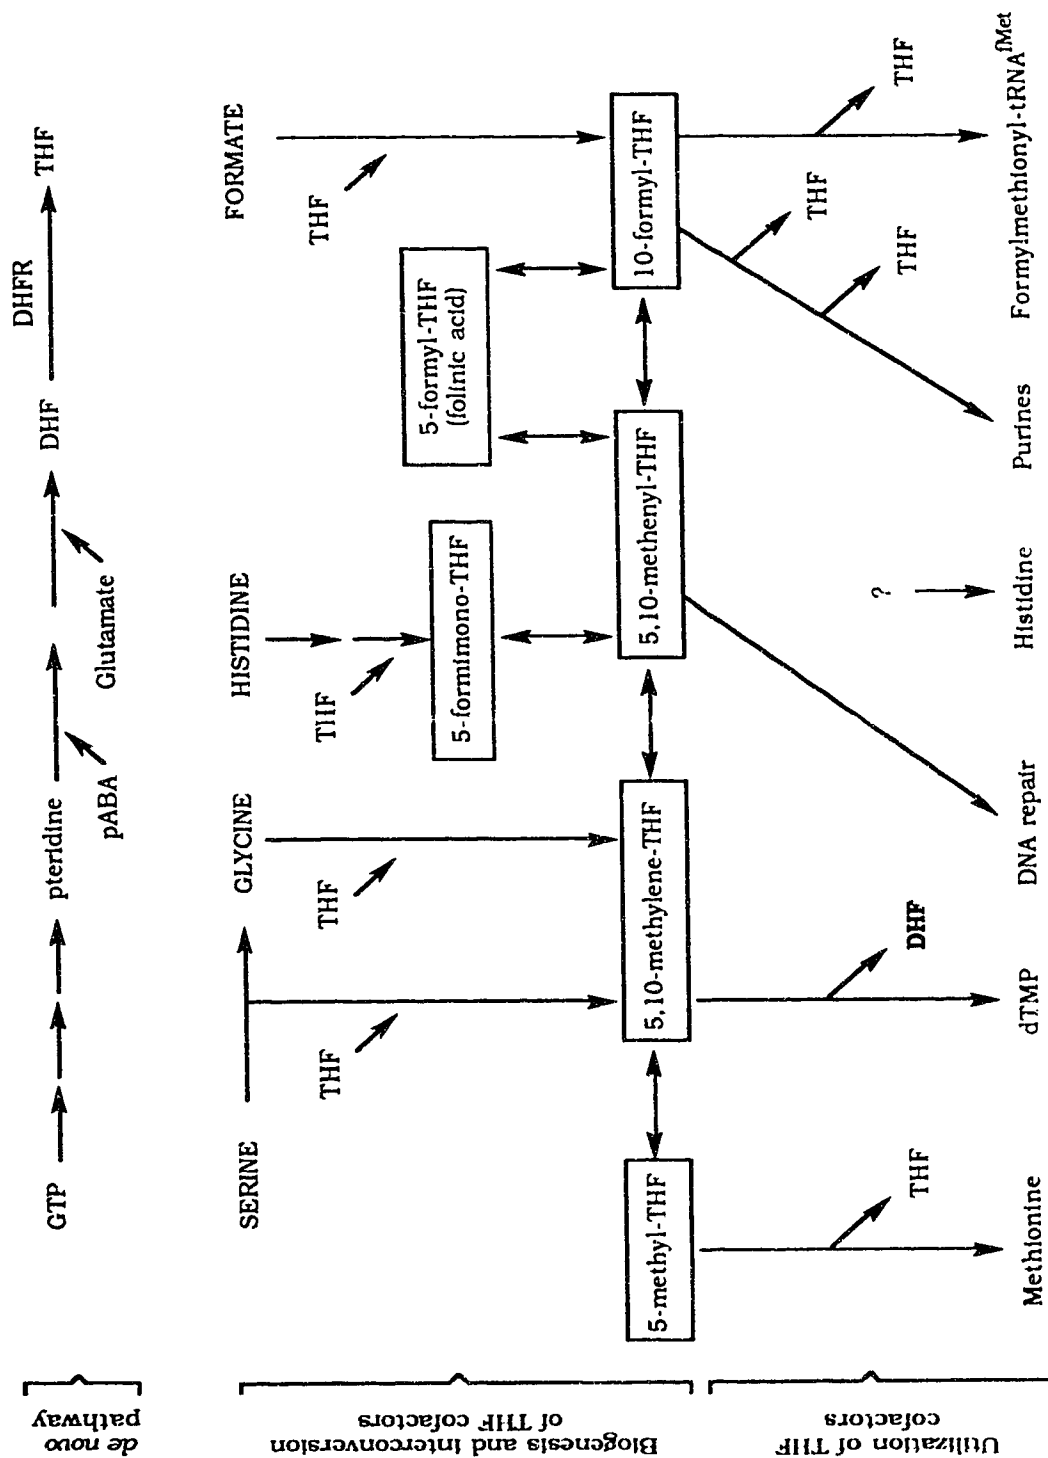 de novo
pathway
GTP
pteridine
pABA
Glutamate
DHF
DHFR
THF
Biogenesis and interconversion
of THF cofactors
SERINE
GLYCINE
HISTIDINE
FORMATE
THF
THF
THF
THF
5-formimono-THF
5-formyl-THF
(folinic acid)
5-methyl-THF
5,10-methylene-THF
5,10-methenyl-THF
10-formyl-THF
Utilization of THF
cofactors
THF
DHF
?
THF
THF
THF
Methionine
dTMP
DNA repair
Histidine
Purines
Formylmethionyl-tRNAfMet